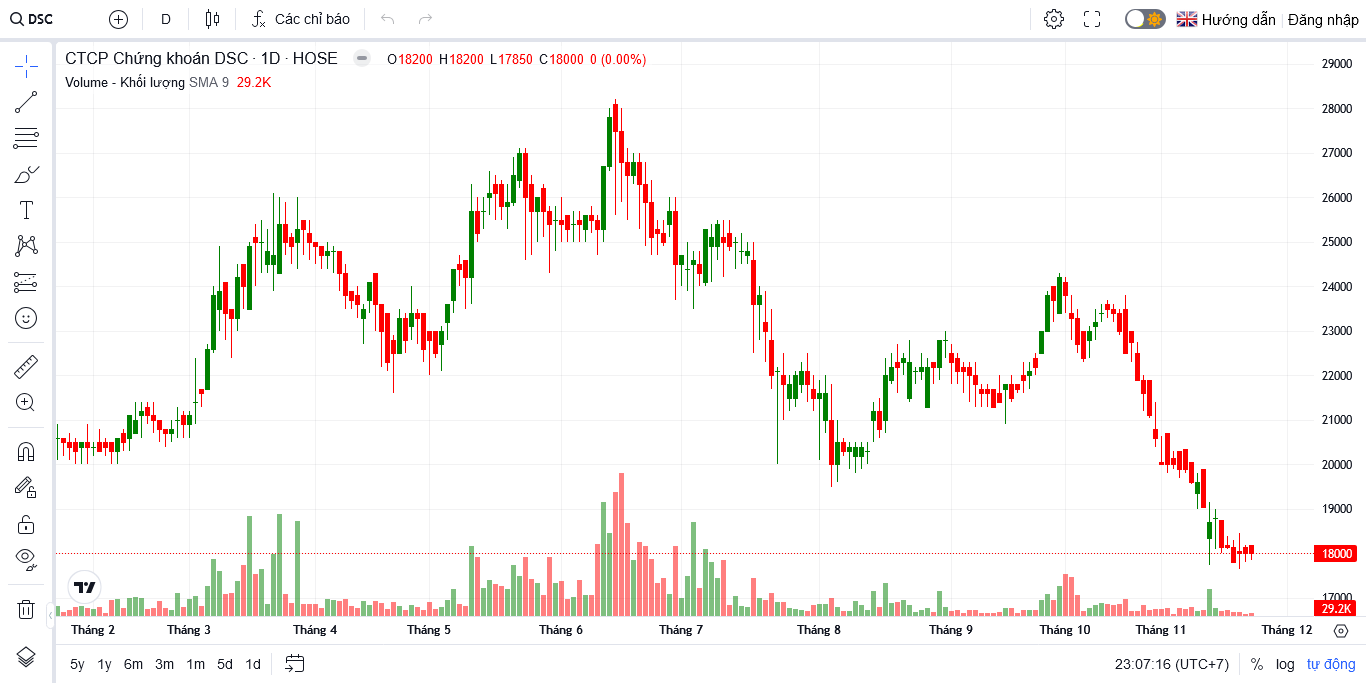 DSC D Các chỉ báo Hướng dẫn Đăng nhập
CTCP Chứng khoán DSC · 1D · HOSE O18200 H18200 L17850 C18000 0 (0.00%)
Volume - Khối lượng SMA 9 29.2K
29000
28000
27000
26000
25000
24000
23000
22000
21000
20000
19000
18000
17000
29.2K
Tháng 2 Tháng 3 Tháng 4 Tháng 5 Tháng 6 Tháng 7 Tháng 8 Tháng 9 Tháng 10 Tháng 11 Tháng 12
5y 1y 6m 3m 1m 5d 1d 23:07:16 (UTC+7) % log tự động